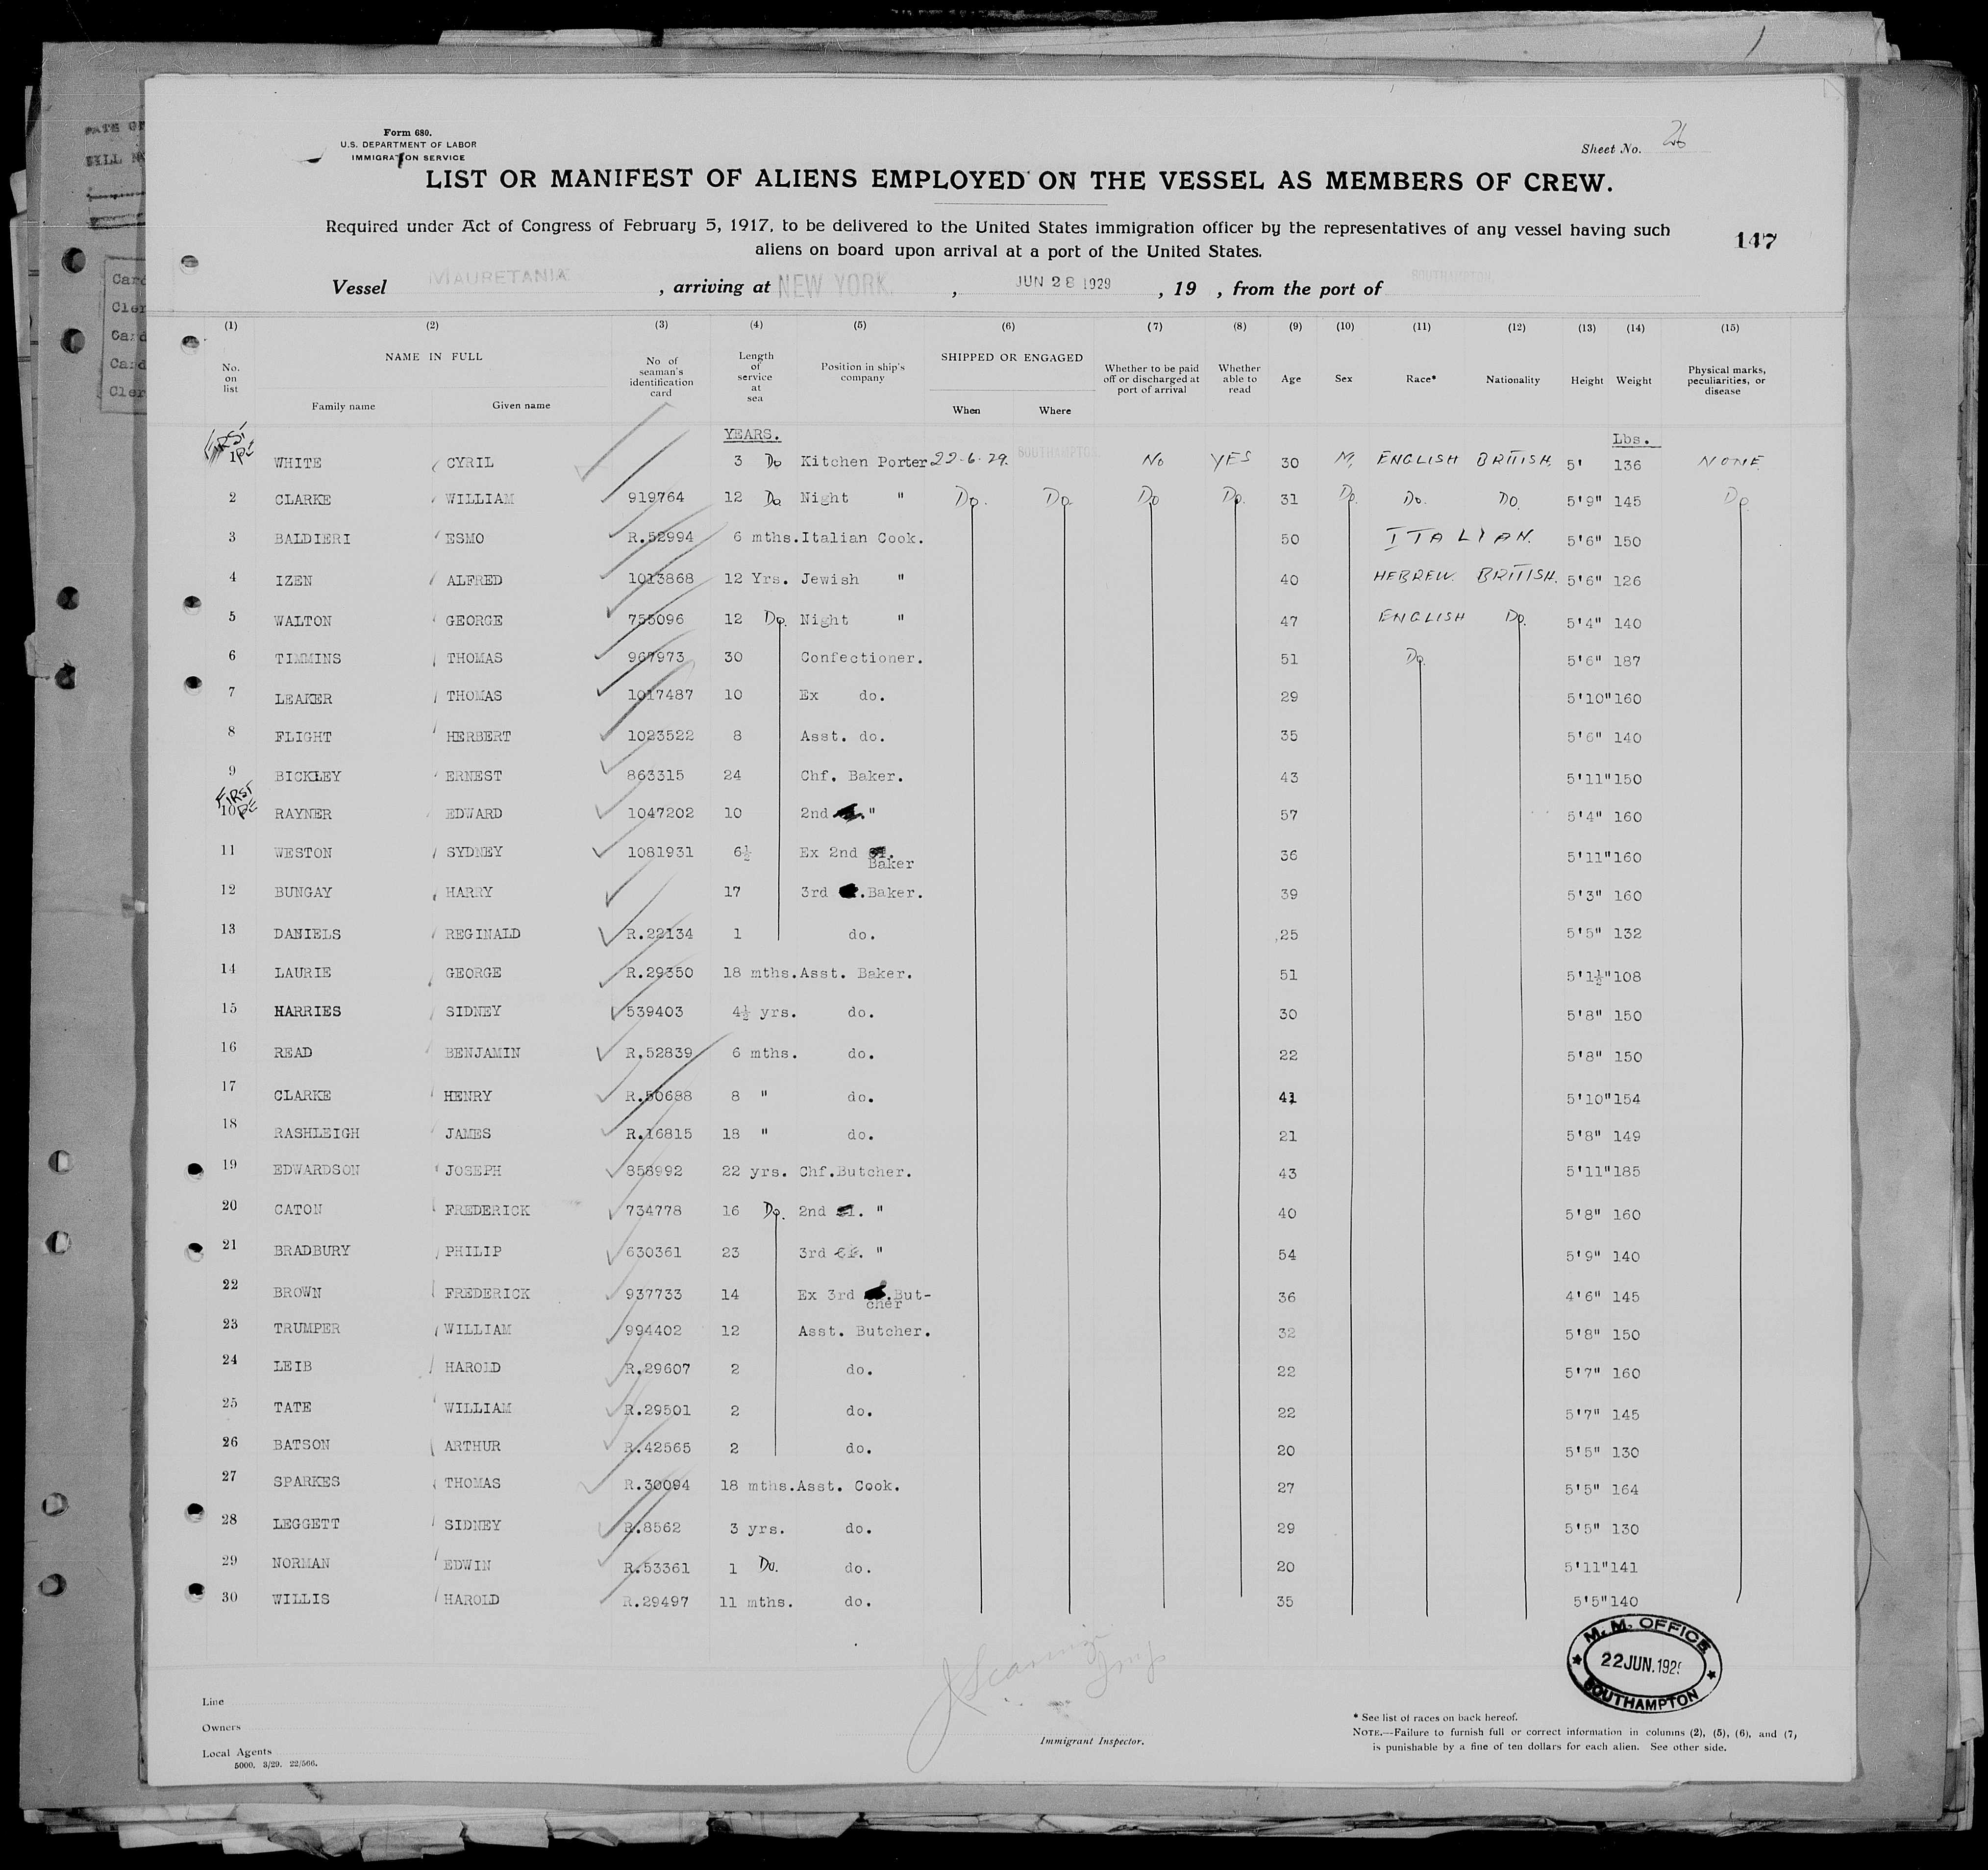 Form 680.
U.S. DEPARTMENT OF LABOR
IMMIGRATION SERVICE
Sheet No. 26
LIST OR MANIFEST OF ALIENS EMPLOYED ON THE VESSEL AS MEMBERS OF CREW.
Required under Act of Congress of February 5, 1917, to be delivered to the United States immigration officer by the representatives of any vessel having such
aliens on board upon arrival at a port of the United States.
147
Vessel MAURETANIA , arriving at NEW YORK. , JUN 28 1929 , 19 , from the port of SOUTHAMPTON.
(1) (2) (3) (4) (5) (6) (7) (8) (9) (10) (11) (12) (13) (14) (15)
No. on list NAME IN FULL Family name Given name No of seaman's identification card Length of service at sea Position in ship's company SHIPPED OR ENGAGED When Where Whether to be paid off or discharged at port of arrival Whether able to read Age Sex Race* Nationality Height Weight Physical marks, peculiarities, or disease
YEARS. Lbs.
FIRST
1 PE WHITE CYRIL 3 Do Kitchen Porter 22-6-29. SOUTHAMPTON. No YES 30 M. ENGLISH BRITISH. 5' 136 NONE.
2 CLARKE WILLIAM 919764 12 Do Night " Do. Do Do Do. 31 Do. Do. DO. 5'9" 145 Do
3 BALDIERI ESMO R.52994 6 mths. Italian Cook. 50 ITALIAN. 5'6" 150
4 IZEN ALFRED 1013868 12 Yrs. Jewish " 40 HEBREW. BRITISH. 5'6" 126
5 WALTON GEORGE 755096 12 Do. Night " 47 ENGLISH Do. 5'4" 140
6 TIMMINS THOMAS 967973 30 Confectioner. 51 Do. 5'6" 187
7 LEAKER THOMAS 1017487 10 Ex do. 29 5'10" 160
8 FLIGHT HERBERT 1023522 8 Asst. do. 35 5'6" 140
9 BICKLEY ERNEST 863315 24 Chf. Baker. 43 5'11" 150
FIRST
10 PE RAYNER EDWARD 1047202 10 2nd " 57 5'4" 160
11 WESTON SYDNEY 1081931 6½ Ex 2nd Baker 36 5'11" 160
12 BUNGAY HARRY 17 3rd .Baker. 39 5'3" 160
13 DANIELS REGINALD R.22134 1 do. 25 5'5" 132
14 LAURIE GEORGE R.29350 18 mths. Asst. Baker. 51 5'1½" 108
15 HARRIES SIDNEY 539403 4½ yrs. do. 30 5'8" 150
16 READ BENJAMIN R.52839 6 mths. do. 22 5'8" 150
17 CLARKE HENRY R.50688 8 " do. 41 5'10" 154
18 RASHLEIGH JAMES R.16815 18 " do. 21 5'8" 149
19 EDWARDSON JOSEPH 858992 22 yrs. Chf.Butcher. 43 5'11" 185
20 CATON FREDERICK 734778 16 Do. 2nd " 40 5'8" 160
21 BRADBURY PHILIP 630361 23 3rd " 54 5'9" 140
22 BROWN FREDERICK 937733 14 Ex 3rd .But-cher 36 4'6" 145
23 TRUMPER WILLIAM 994402 12 Asst. Butcher. 32 5'8" 150
24 LEIB HAROLD R.29607 2 do. 22 5'7" 160
25 TATE WILLIAM R.29501 2 do. 22 5'7" 145
26 BATSON ARTHUR R.42565 2 do. 20 5'5" 130
27 SPARKES THOMAS R.30094 18 mths. Asst. Cook. 27 5'5" 164
28 LEGGETT SIDNEY R.8562 3 yrs. do. 29 5'5" 130
29 NORMAN EDWIN R.53361 1 Do. do. 20 5'11" 141
30 WILLIS HAROLD R.29497 11 mths. do. 35 5'5" 140
M. M. OFFICE
22 JUN. 1929
SOUTHAMPTON
Line
Owners
Local Agents
5000. 3/29. 22/566.
Immigrant Inspector.
* See list of races on back hereof.
NOTE.—Failure to furnish full or correct information in columns (2), (5), (6), and (7,
is punishable by a fine of ten dollars for each alien. See other side.